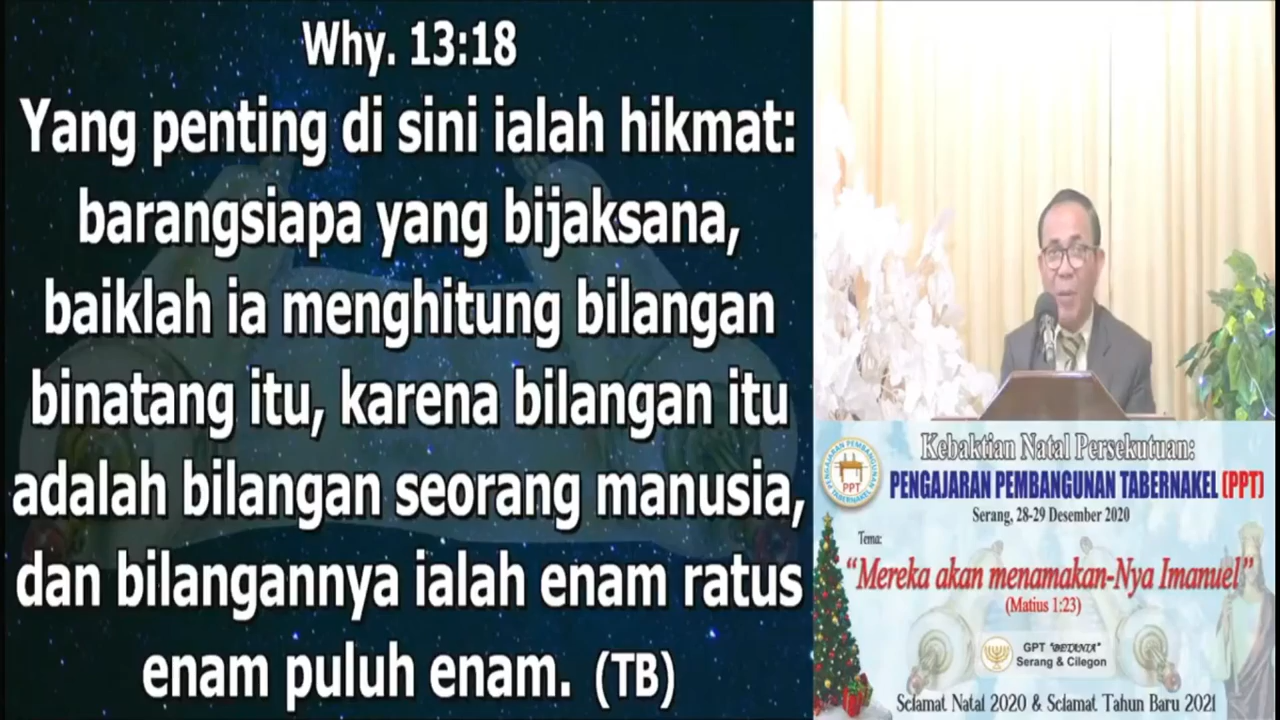 Why. 13:18
Yang penting di sini ialah hikmat:
barangsiapa yang bijaksana,
baiklah ia menghitung bilangan
binatang itu, karena bilangan itu
adalah bilangan seorang manusia,
dan bilangannya ialah enam ratus
enam puluh enam. (TB)
Kebaktian Natal Persekutuan:
PENGAJARAN PEMBANGUNAN TABERNAKEL (PPT)
PENGAJARAN PEMBANGUNAN TABERNAKEL
PPT
Serang, 28-29 Desember 2020
Tema:
“Mereka akan menamakan-Nya Imanuel”
(Matius 1:23)
GPT "BETANIA"
Serang & Cilegon
Selamat Natal 2020 & Selamat Tahun Baru 2021